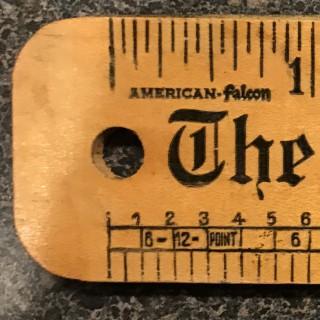 1
AMERICAN-falcon
The
1 2 3 4 5 6
6- 12- POINT 6